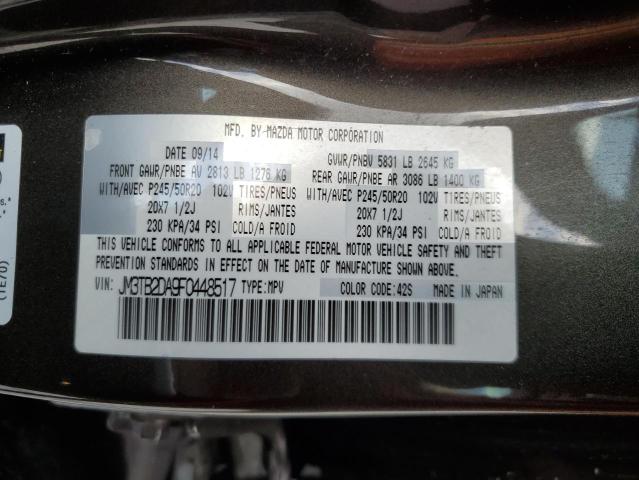 MFD. BY MAZDA MOTOR CORPORATION
DATE 09/14 GVWR/PNBV 5831 LB 2645 KG
FRONT GAWR/PNBE AV 2813 LB 1276 KG REAR GAWR/PNBE AR 3086 LB 1400 KG
WITH/AVEC P245/50R20 102V TIRES/PNEUS WITH/AVEC P245/50R20 102V TIRES/PNEUS
20X7 1/2J RIMS/JANTES 20X7 1/2J RIMS/JANTES
230 KPA/34 PSI COLD/A FROID 230 KPA/34 PSI COLD/A FROID
THIS VEHICLE CONFORMS TO ALL APPLICABLE FEDERAL MOTOR VEHICLE SAFETY AND THEFT
PREVENTION STANDARDS IN EFFECT ON THE DATE OF MANUFACTURE SHOWN ABOVE.
VIN: JM3TB2DA9F0448517 TYPE:MPV COLOR CODE:42S MADE IN JAPAN
(TE70)